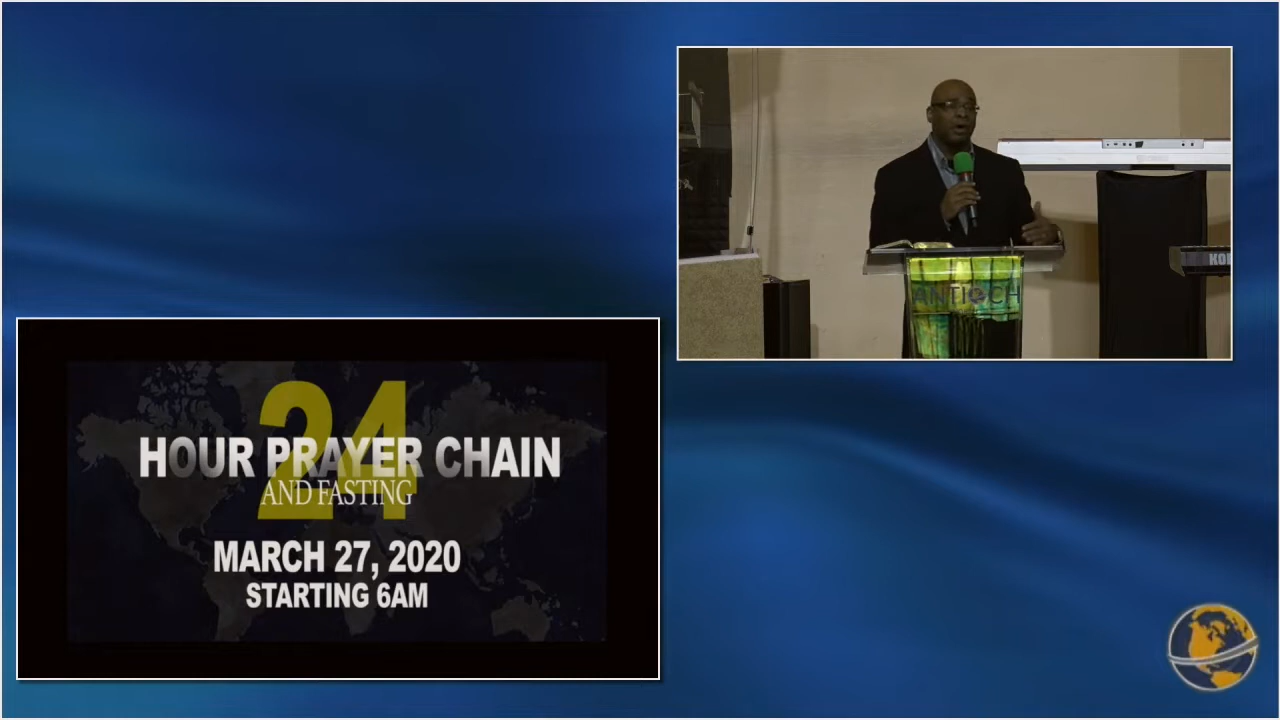 24
HOUR PRAYER CHAIN
AND FASTING
MARCH 27, 2020
STARTING 6AM
ANTIOCH